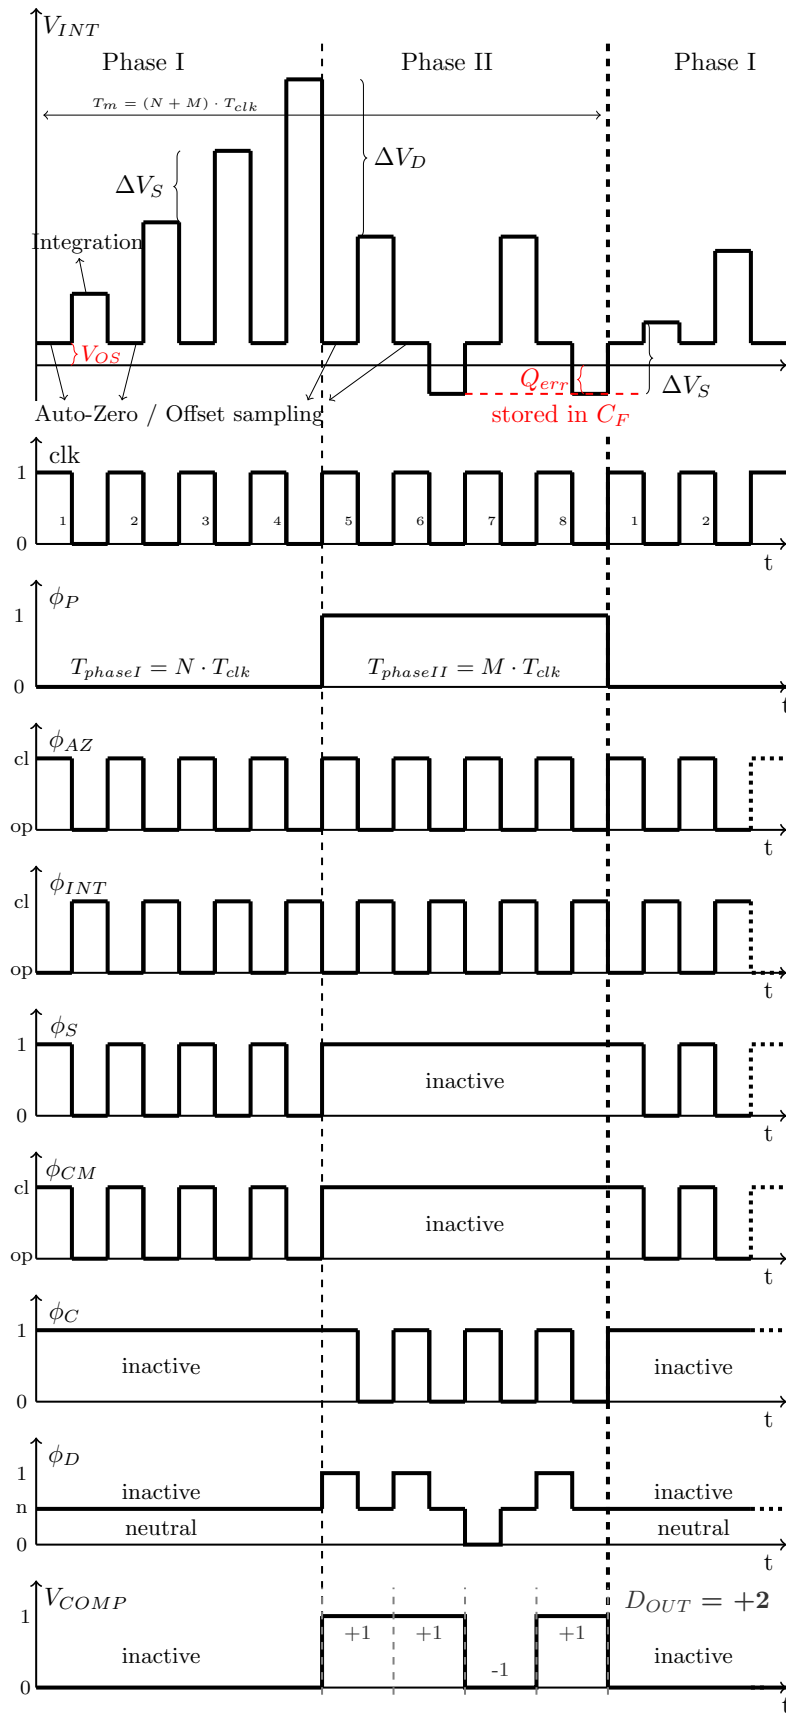 V_INT
Phase I Phase II Phase I
T_m = (N + M) · T_clk
ΔV_D
ΔV_S
Integration
V_OS
Q_err
ΔV_S
Auto-Zero / Offset sampling
stored in C_F
clk
1
1 2 3 4 5 6 7 8 1 2
0
t
ϕ_P
1
T_phaseI = N · T_clk T_phaseII = M · T_clk
0
t
ϕ_AZ
cl
op
t
ϕ_INT
cl
op
t
ϕ_S
1
inactive
0
t
ϕ_CM
cl
inactive
op
t
ϕ_C
1
inactive inactive
0
t
ϕ_D
1
inactive inactive
n
neutral neutral
0
t
V_COMP D_OUT = +2
1
+1 +1 +1
inactive -1 inactive
0
t